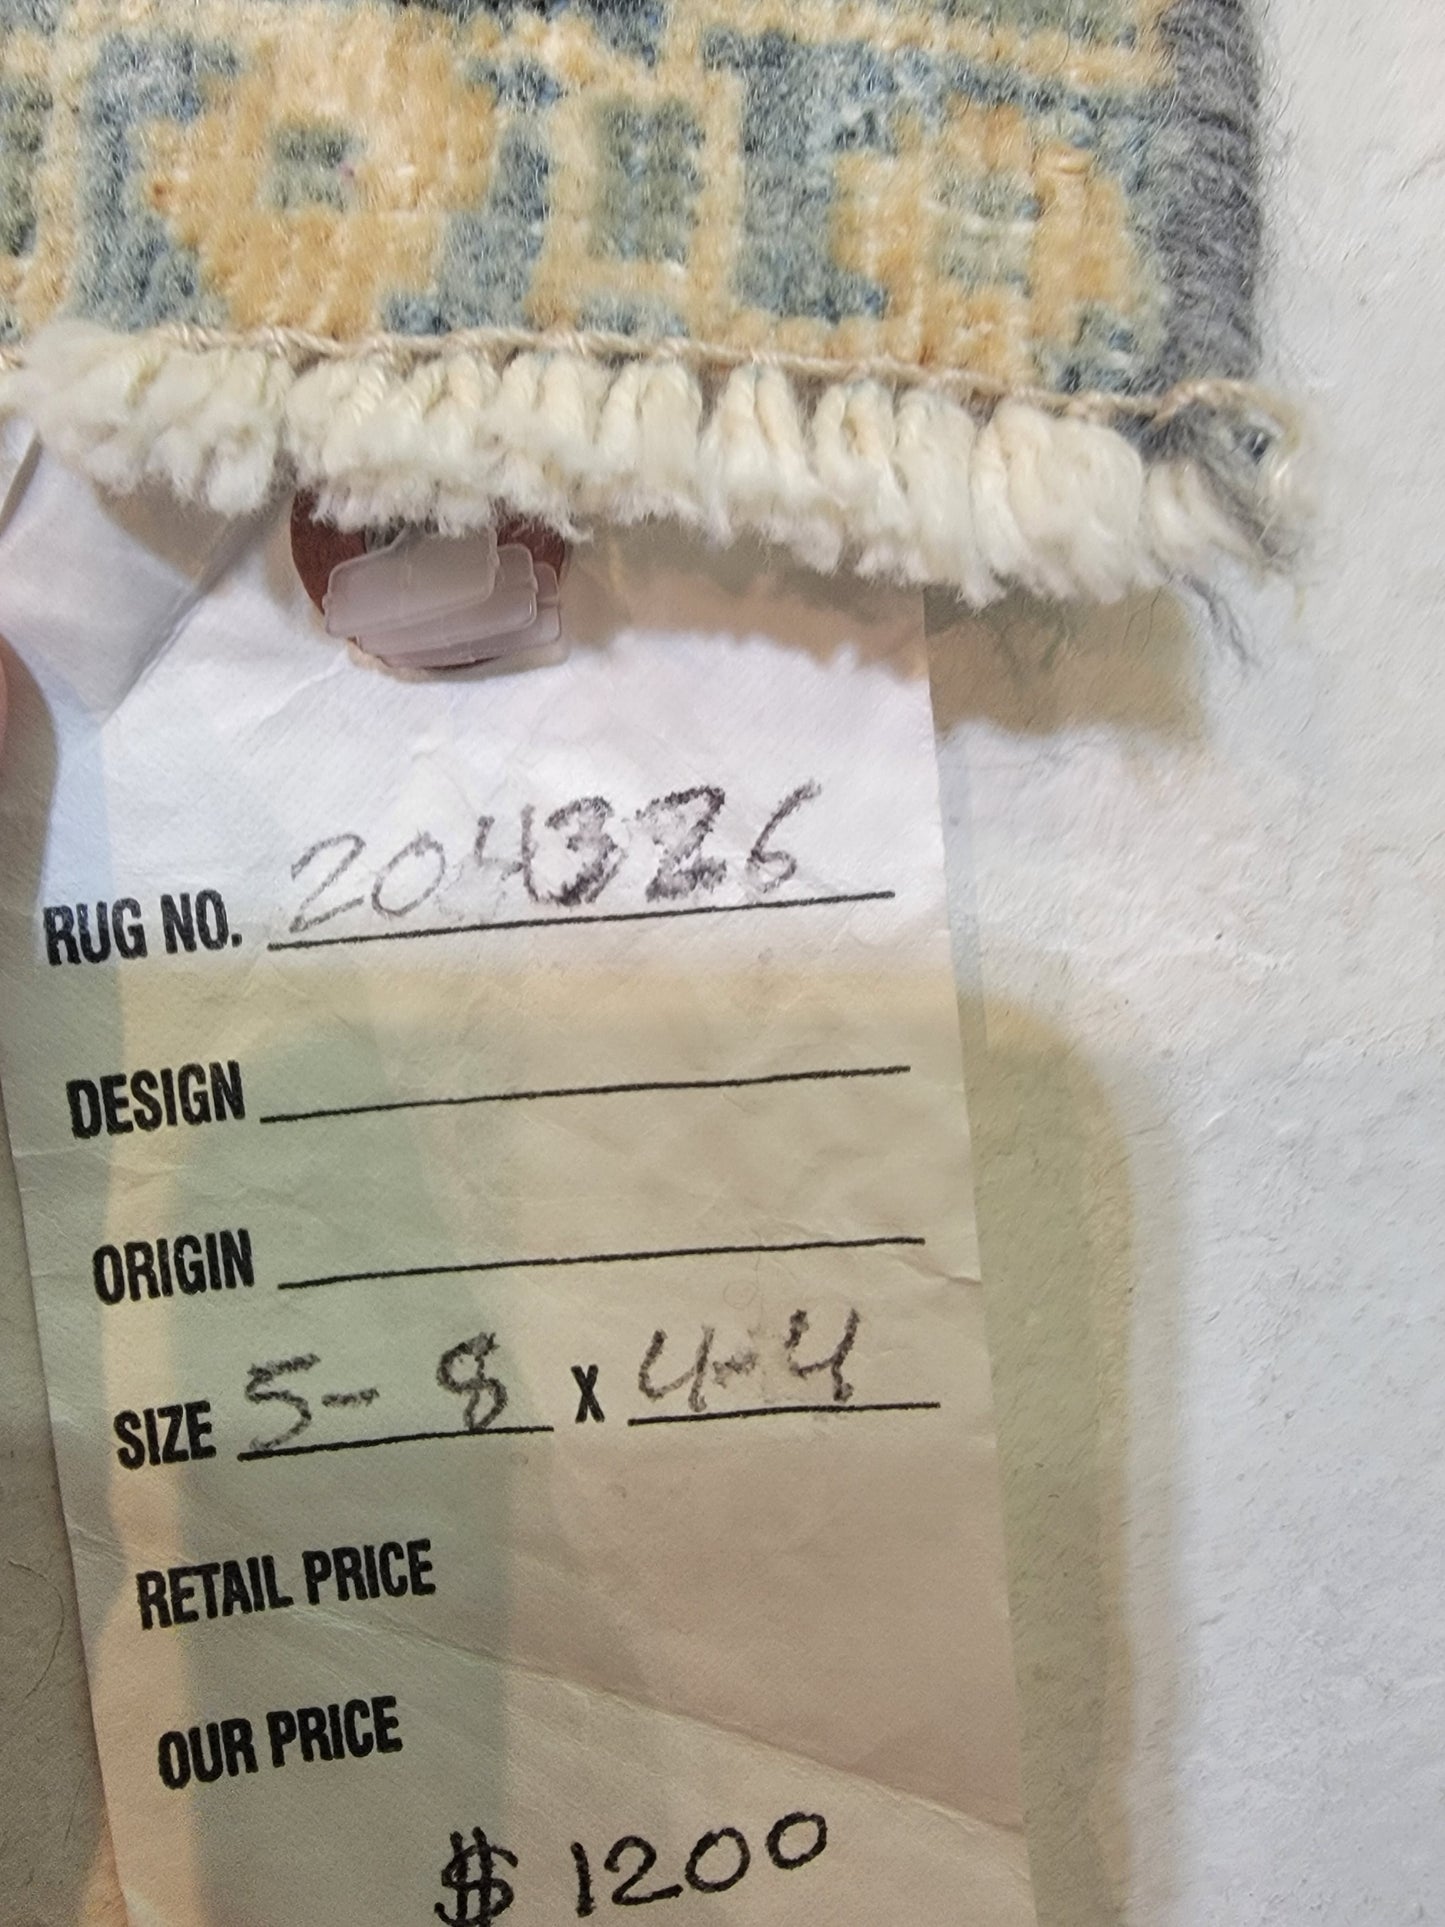 RUG NO. 204326
DESIGN
ORIGIN
SIZE 5-8 X 4-4
RETAIL PRICE
OUR PRICE
$1200